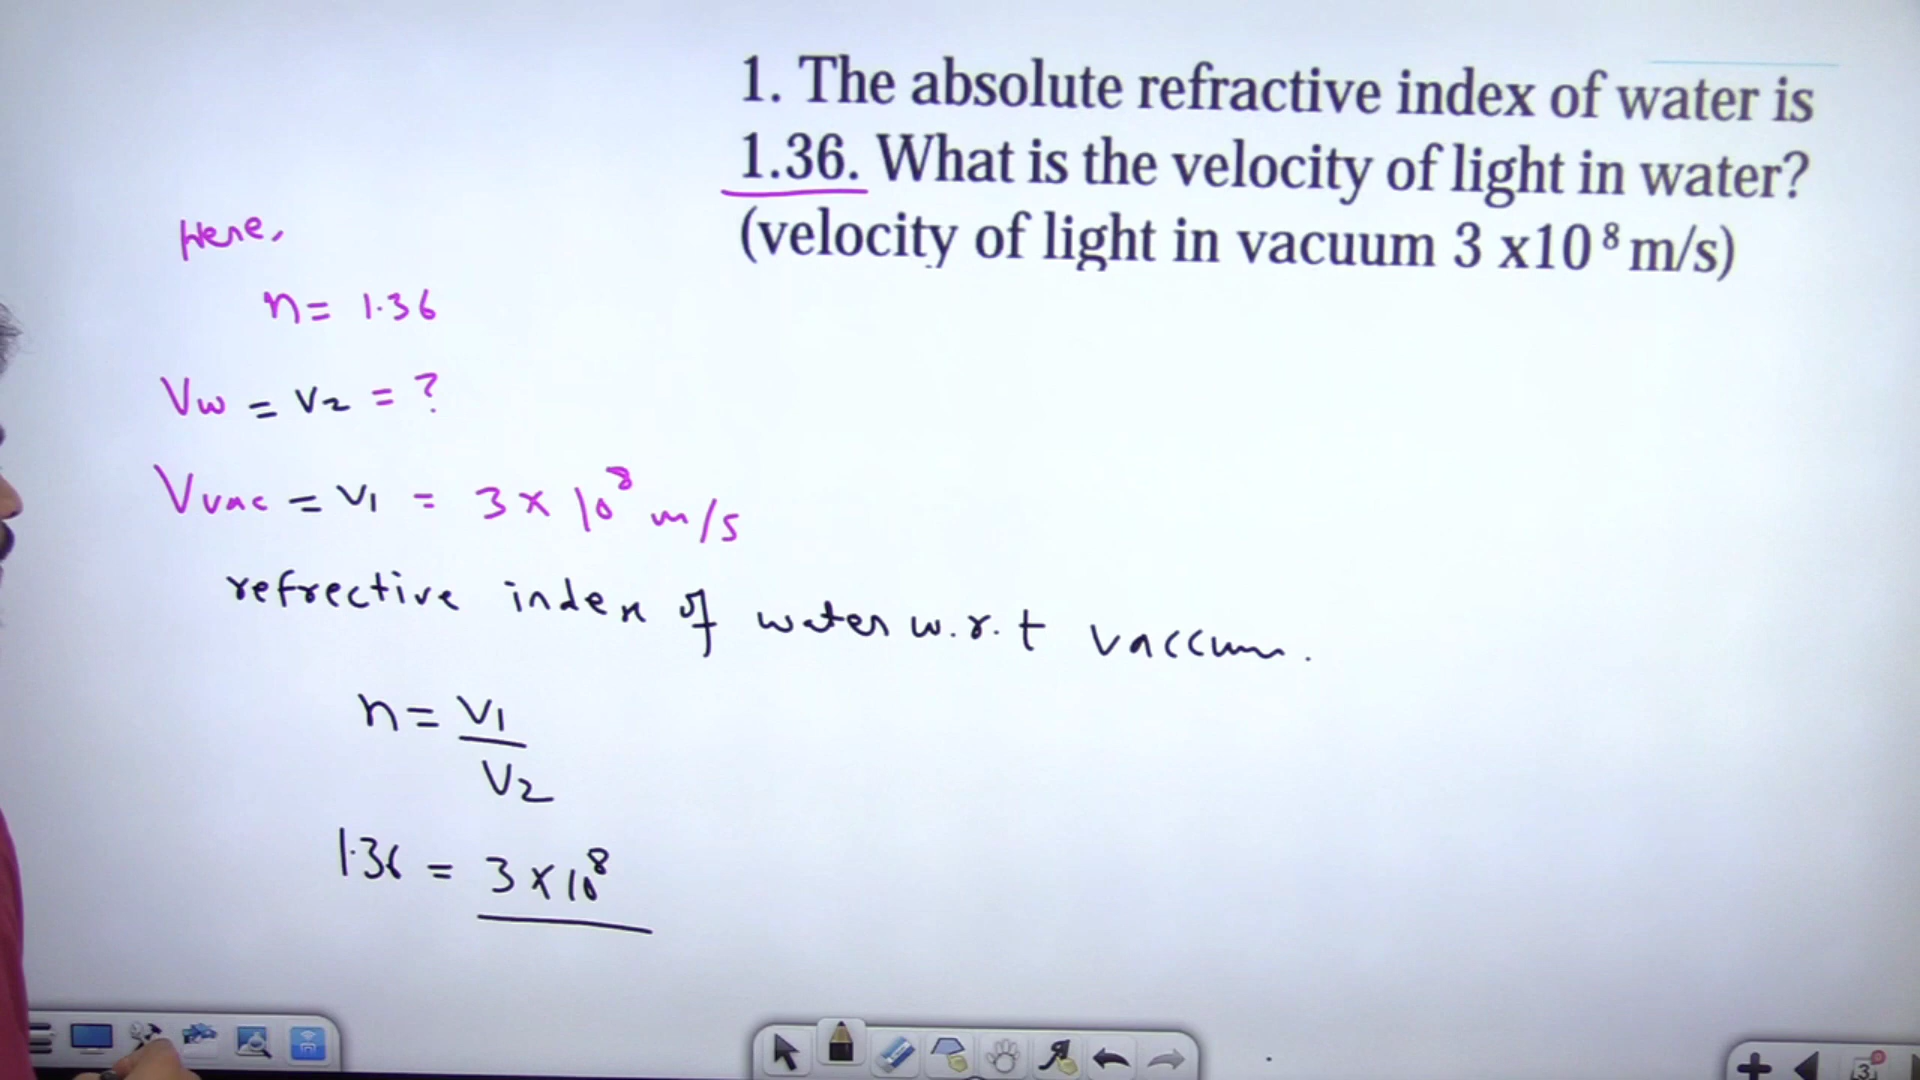 1. The absolute refractive index of water is
1.36. What is the velocity of light in water?
(velocity of light in vacuum 3 x10⁸ m/s)
Here,
n = 1.36
Vw = v₂ = ?
Vvac = v₁ = 3 × 10⁸ m/s
refrective index of water w.r.t vaccum.
n = v₁
V₂
1.36 = 3 × 10⁸
3